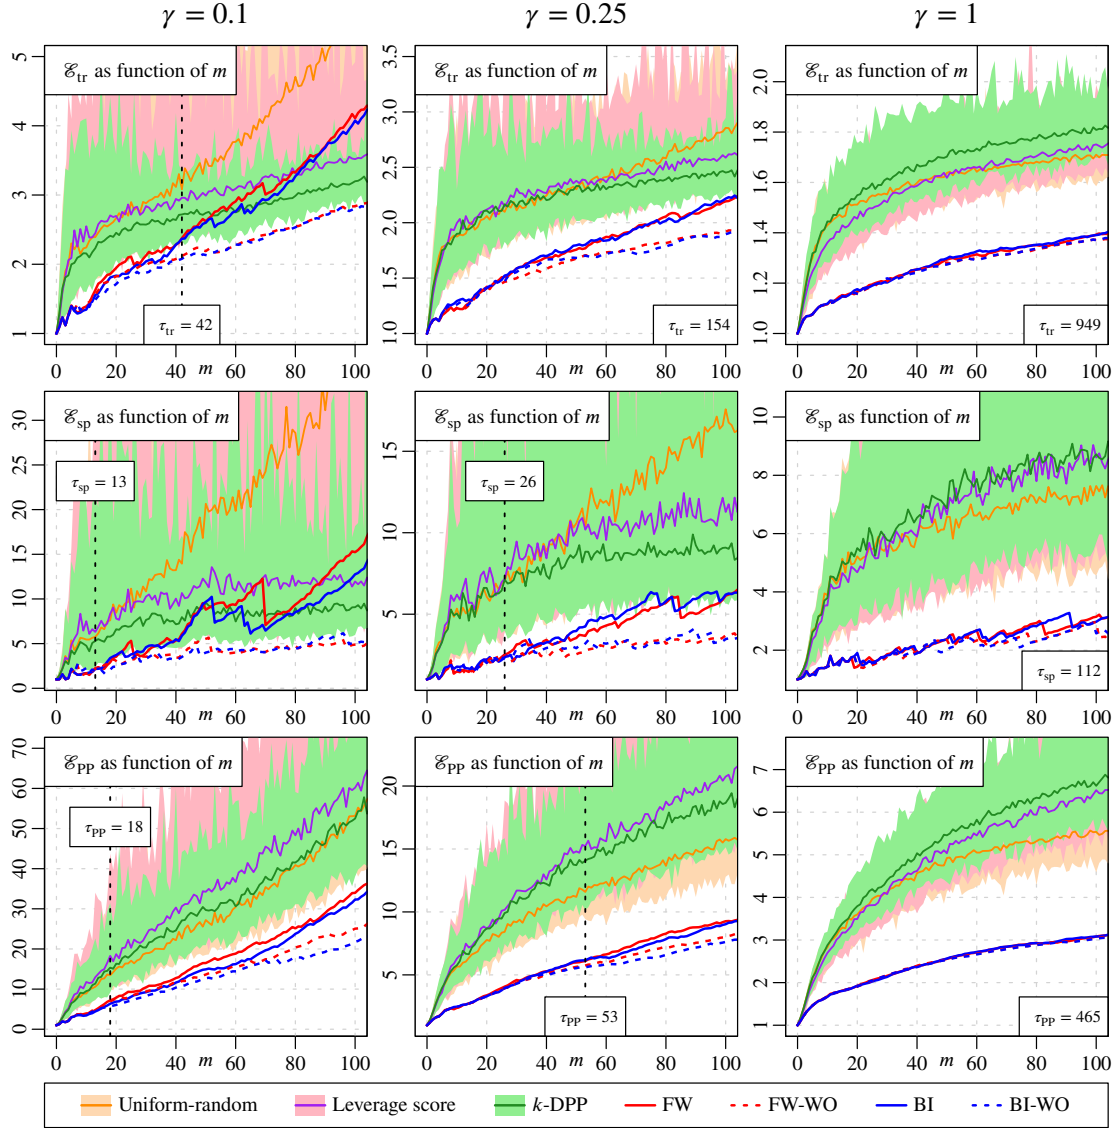 γ = 0.1 γ = 0.25 γ = 1
ℰtr as function of m
τtr = 42
1 2 3 4 5
0 20 40 60 80 100
m
ℰtr as function of m
τtr = 154
1.0 1.5 2.0 2.5 3.0 3.5
0 20 40 60 80 100
m
ℰtr as function of m
τtr = 949
1.0 1.2 1.4 1.6 1.8 2.0
0 20 40 60 80 100
m
ℰsp as function of m
τsp = 13
0 5 10 15 20 25 30
0 20 40 60 80 100
m
ℰsp as function of m
τsp = 26
5 10 15
0 20 40 60 80 100
m
ℰsp as function of m
τsp = 112
2 4 6 8 10
0 20 40 60 80 100
m
ℰPP as function of m
τPP = 18
0 10 20 30 40 50 60 70
0 20 40 60 80 100
m
ℰPP as function of m
τPP = 53
5 10 15 20
0 20 40 60 80 100
m
ℰPP as function of m
τPP = 465
1 2 3 4 5 6 7
0 20 40 60 80 100
m
Uniform-random Leverage score k-DPP FW FW-WO BI BI-WO